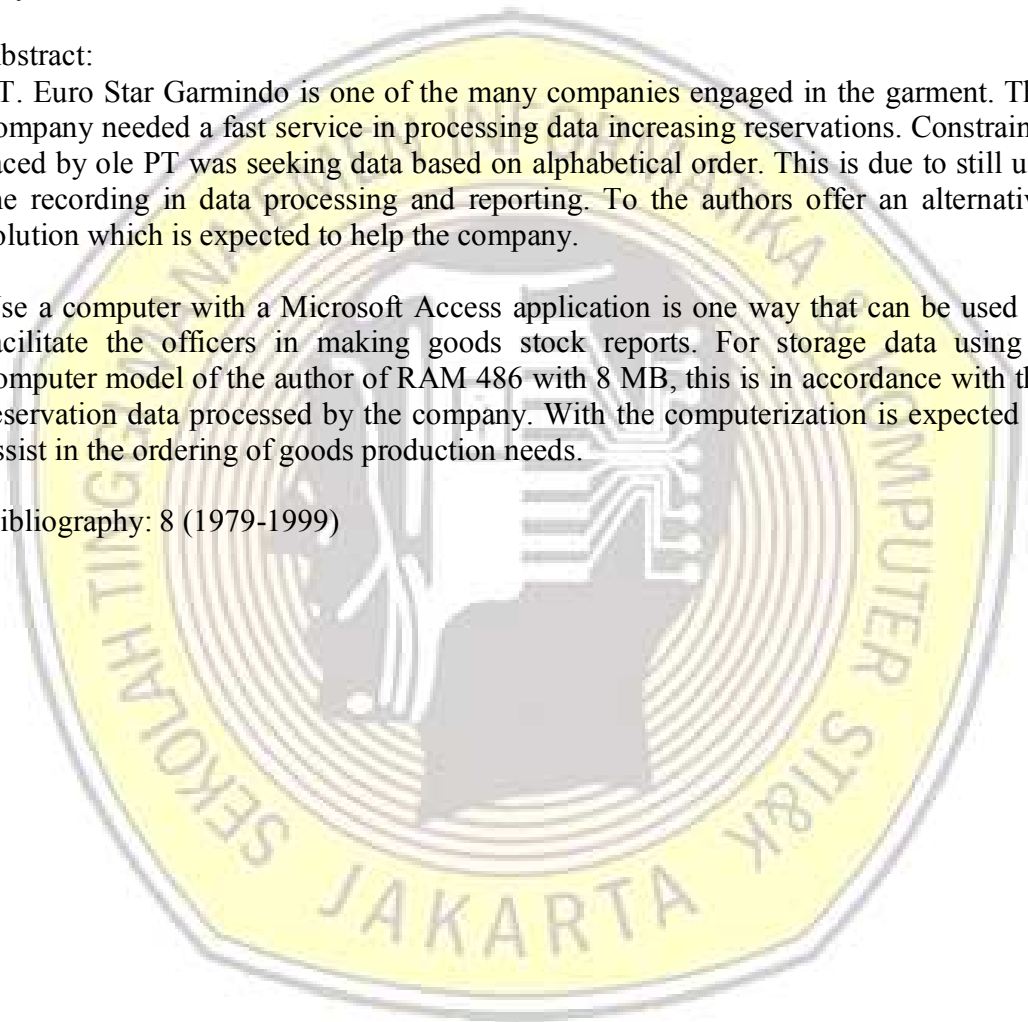 bstract:
T. Euro Star Garmindo is one of the many companies engaged in the garment. Th
ompany needed a fast service in processing data increasing reservations. Constrain
aced by ole PT was seeking data based on alphabetical order. This is due to still u
he recording in data processing and reporting. To the authors offer an alternativ
olution which is expected to help the company.
se a computer with a Microsoft Access application is one way that can be used
acilitate the officers in making goods stock reports. For storage data using
omputer model of the author of RAM 486 with 8 MB, this is in accordance with th
eservation data processed by the company. With the computerization is expected
ssist in the ordering of goods production needs.
ibliography: 8 (1979-1999)
SEKOLAH TINGGI MANAJEMEN INFORMATIKA & KOMPUTER STI&K
JAKARTA